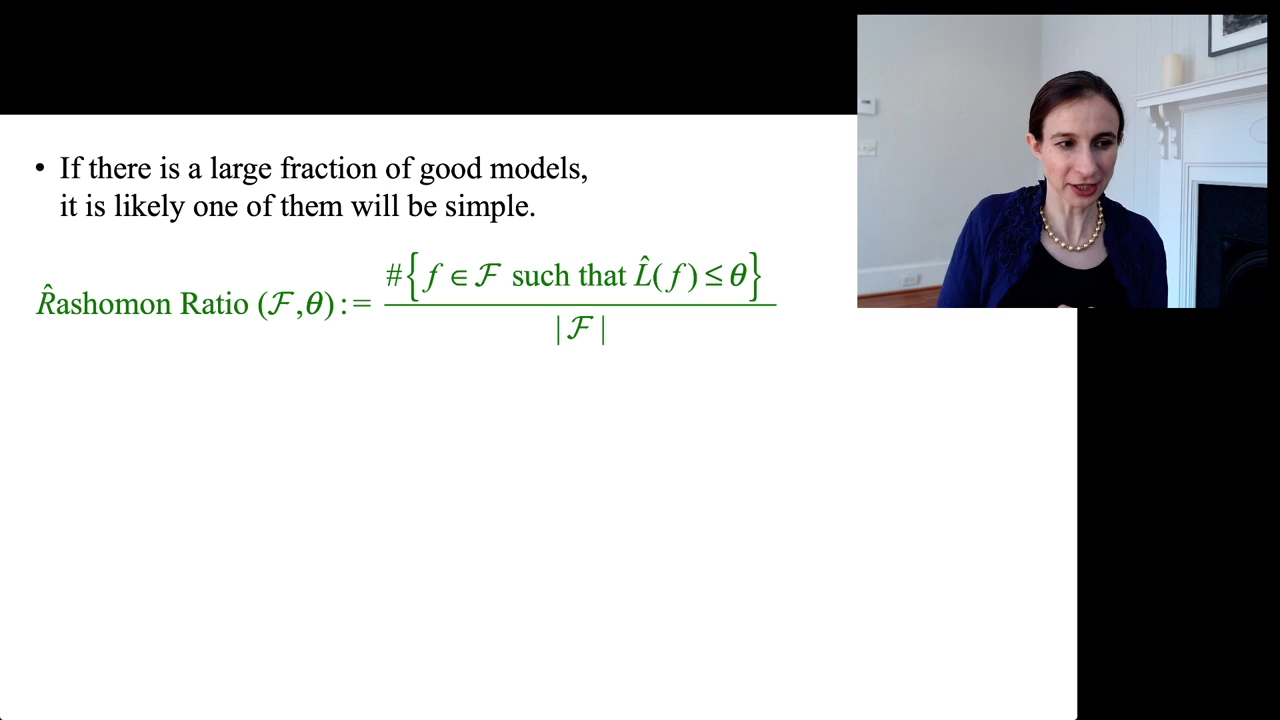 • If there is a large fraction of good models,
it is likely one of them will be simple.
R̂ashomon Ratio (ℱ,θ) := #{f ∈ ℱ such that L̂(f) ≤ θ} / |ℱ|